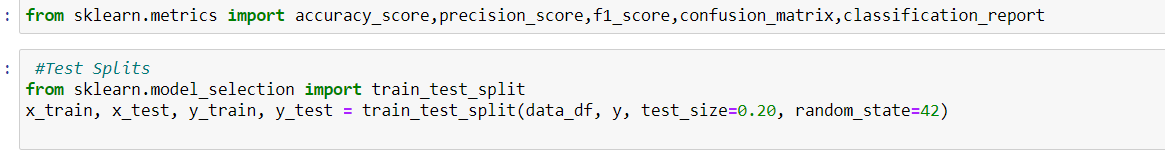 : from sklearn.metrics import accuracy_score,precision_score,f1_score,confusion_matrix,classification_report
: #Test Splits
from sklearn.model_selection import train_test_split
x_train, x_test, y_train, y_test = train_test_split(data_df, y, test_size=0.20, random_state=42)